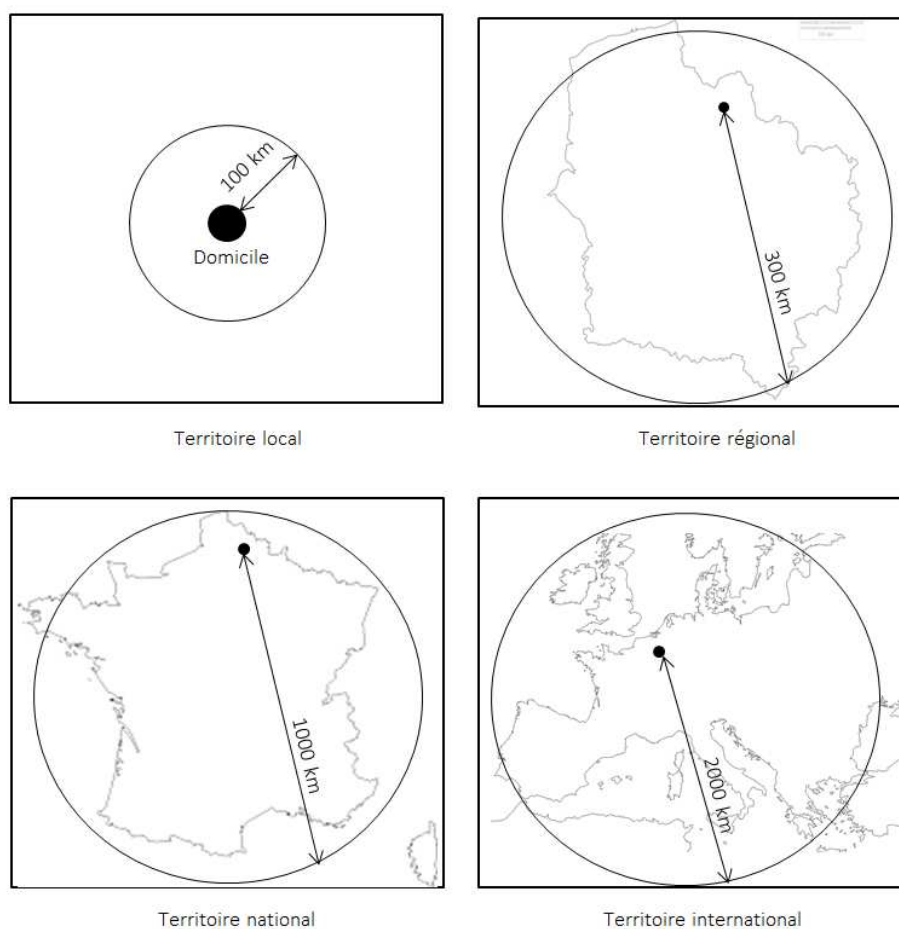 100 km
Domicile
Territoire local
300 km
Territoire régional
1000 km
Territoire national
2000 km
Territoire international